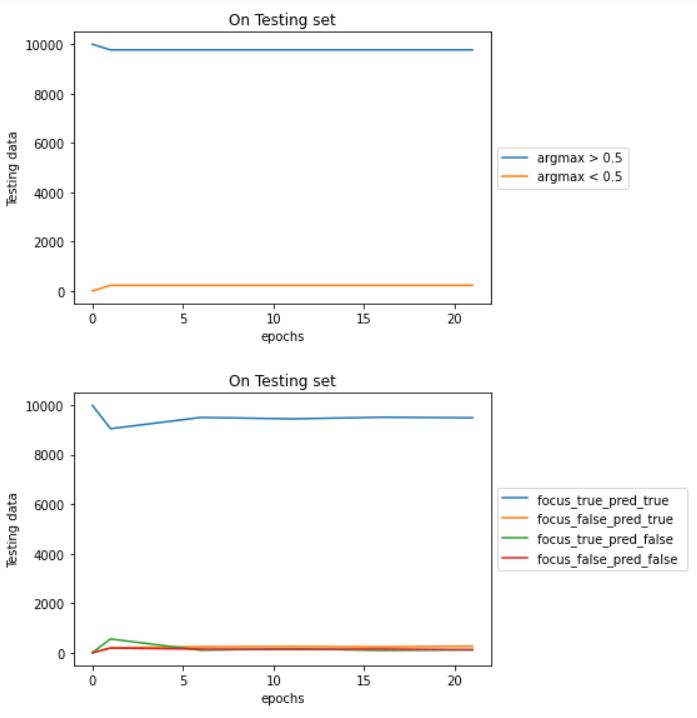 On Testing set
10000
8000
6000
4000
2000
0
Testing data
0 5 10 15 20
epochs
argmax > 0.5
argmax < 0.5
On Testing set
10000
8000
6000
4000
2000
0
Testing data
0 5 10 15 20
epochs
focus_true_pred_true
focus_false_pred_true
focus_true_pred_false
focus_false_pred_false